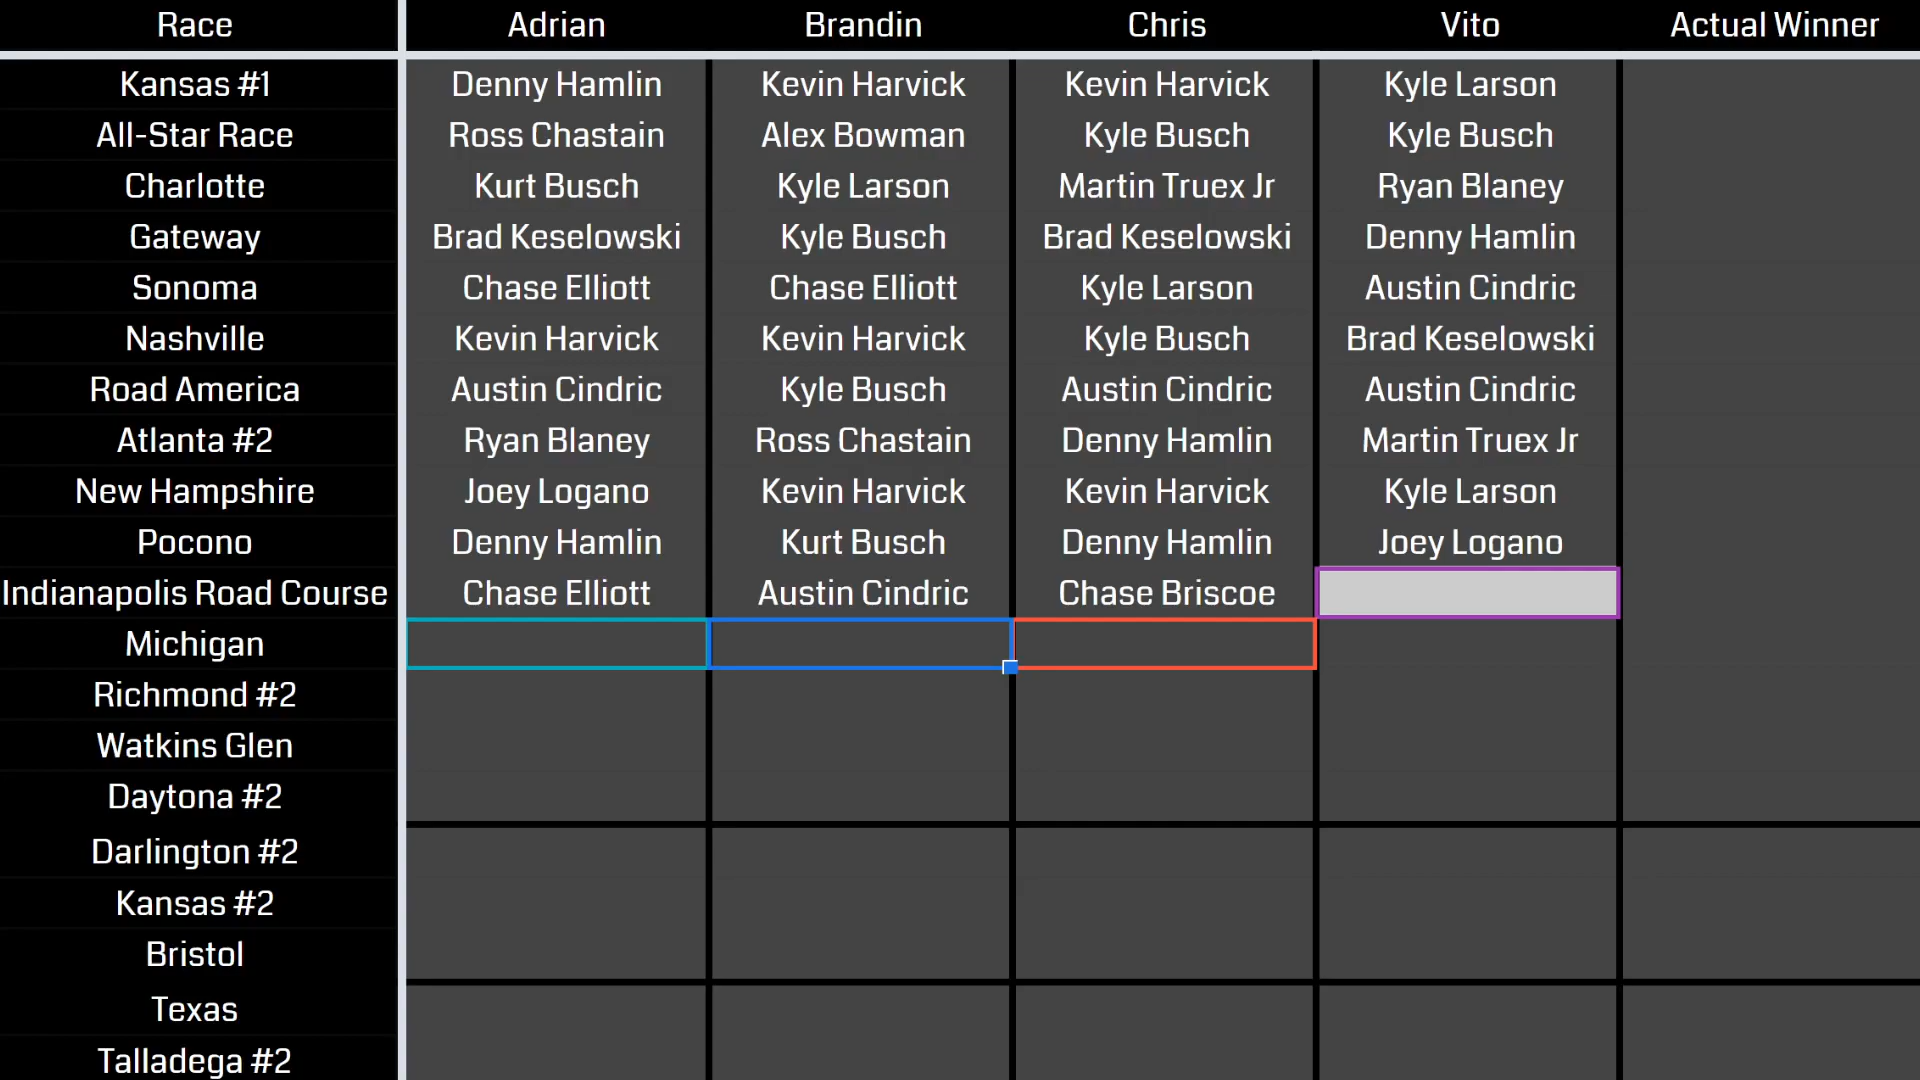 Race Adrian Brandin Chris Vito Actual Winner
Kansas #1 Denny Hamlin Kevin Harvick Kevin Harvick Kyle Larson
All-Star Race Ross Chastain Alex Bowman Kyle Busch Kyle Busch
Charlotte Kurt Busch Kyle Larson Martin Truex Jr Ryan Blaney
Gateway Brad Keselowski Kyle Busch Brad Keselowski Denny Hamlin
Sonoma Chase Elliott Chase Elliott Kyle Larson Austin Cindric
Nashville Kevin Harvick Kevin Harvick Kyle Busch Brad Keselowski
Road America Austin Cindric Kyle Busch Austin Cindric Austin Cindric
Atlanta #2 Ryan Blaney Ross Chastain Denny Hamlin Martin Truex Jr
New Hampshire Joey Logano Kevin Harvick Kevin Harvick Kyle Larson
Pocono Denny Hamlin Kurt Busch Denny Hamlin Joey Logano
Indianapolis Road Course Chase Elliott Austin Cindric Chase Briscoe
Michigan
Richmond #2
Watkins Glen
Daytona #2
Darlington #2
Kansas #2
Bristol
Texas
Talladega #2